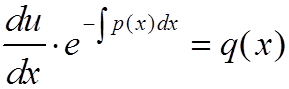 du/dx · e^{-∫p(x)dx} = q(x)